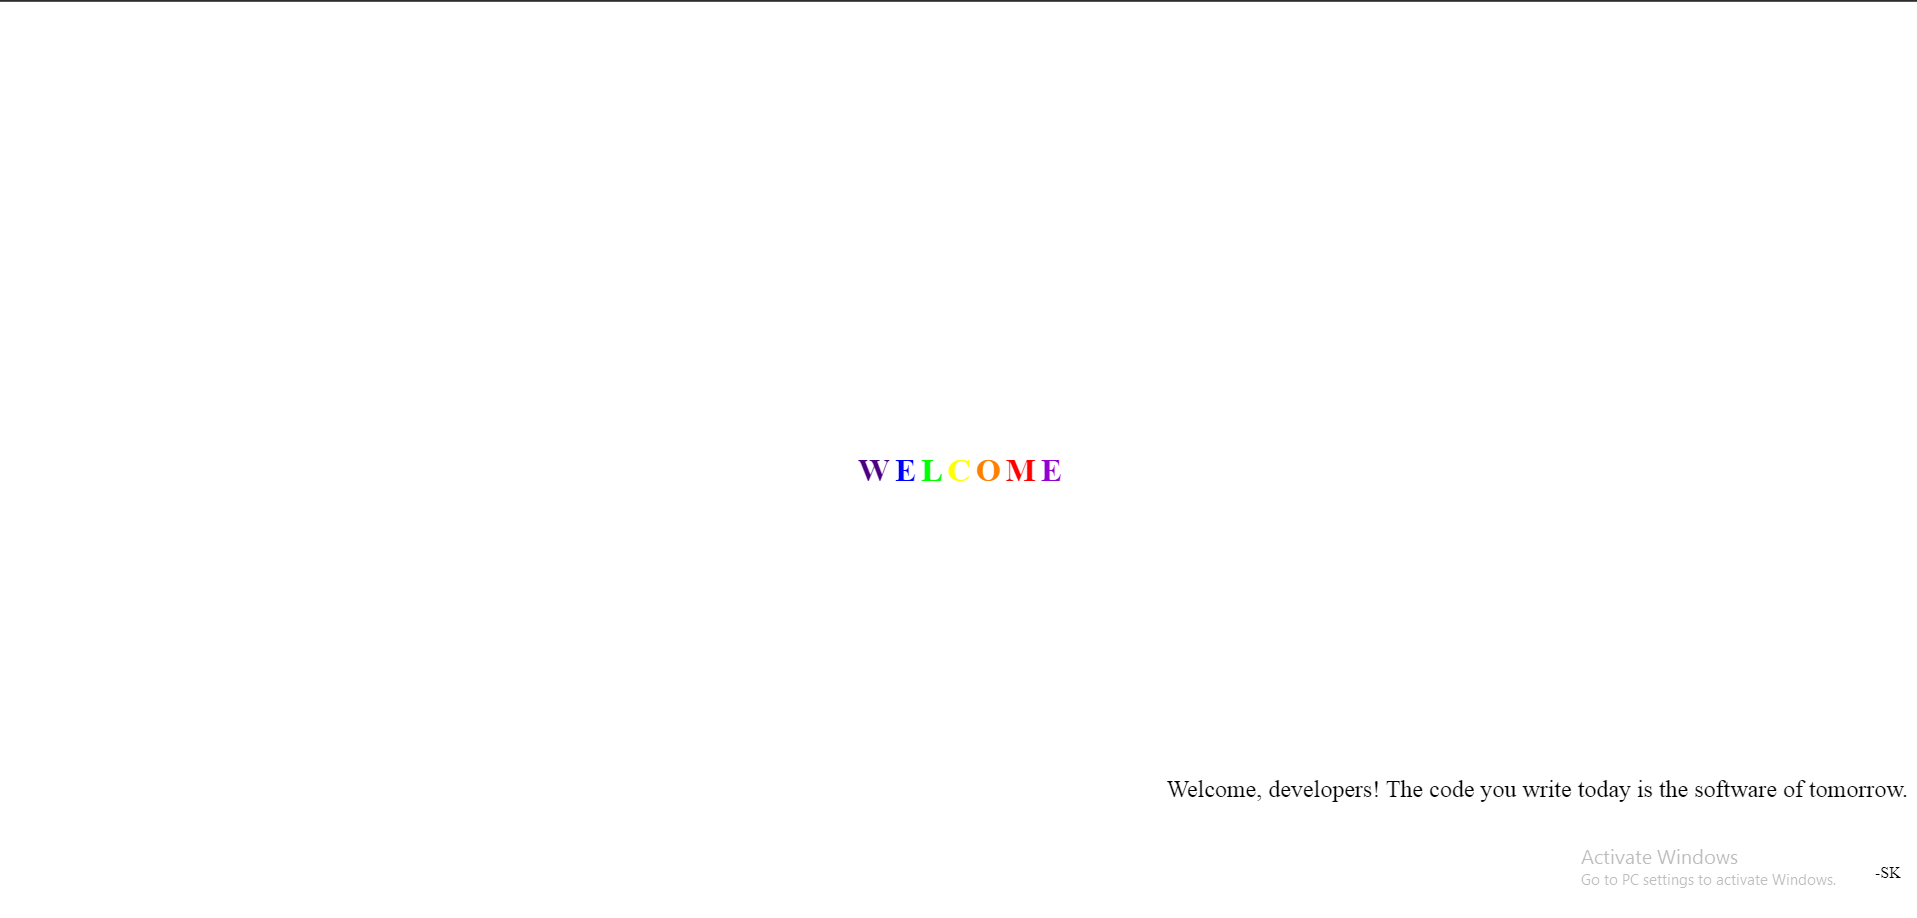 W E L C O M E
Welcome, developers! The code you write today is the software of tomorrow.
Activate Windows
Go to PC settings to activate Windows.
-SK